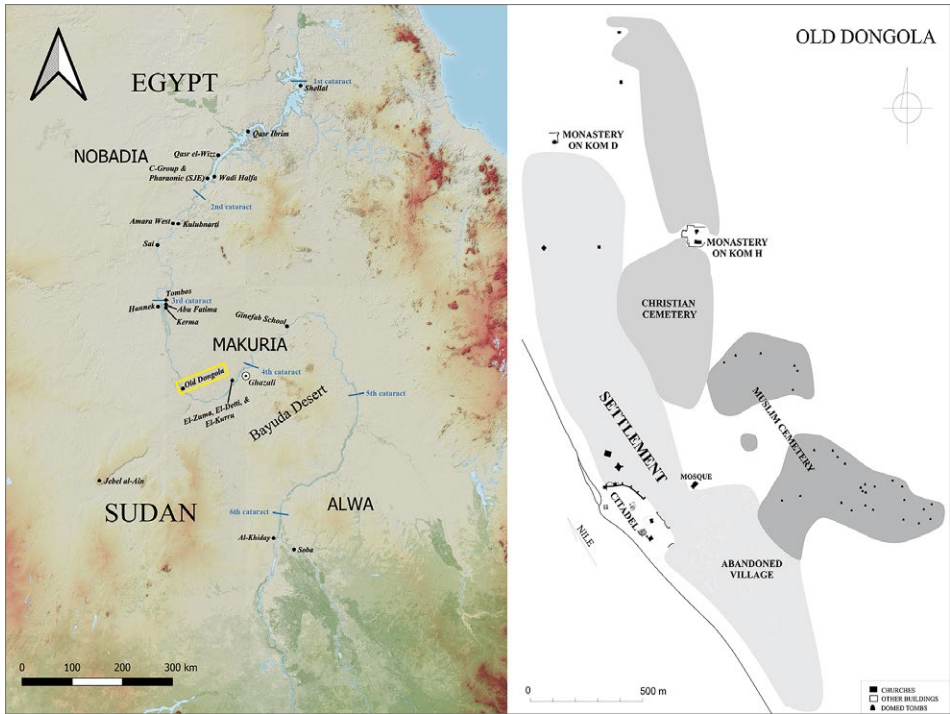 EGYPT
1st cataract
Shellal
Qasr Ibrim
NOBADIA
Qasr el-Wizz
C-Group &
Pharaonic (SJE)
Wadi Halfa
2nd cataract
Amara West
Kulubnarti
Sai
Tombos
3rd cataract
Hannek
Abu Fatima
Kerma
Ginefab School
MAKURIA
4th cataract
Old Dongola
Ghazali
El-Zuma, El-Detti, &
El-Kurru
Bayuda Desert
5th cataract
Jebel al-Ain
SUDAN
6th cataract
ALWA
Al-Khiday
Soba
0 100 200 300 km
OLD DONGOLA
MONASTERY
ON KOM D
MONASTERY
ON KOM H
CHRISTIAN
CEMETERY
MUSLIM CEMETERY
SETTLEMENT
MOSQUE
CITADEL
NILE
ABANDONED
VILLAGE
0 500 m
CHURCHES
OTHER BUILDINGS
DOMED TOMBS